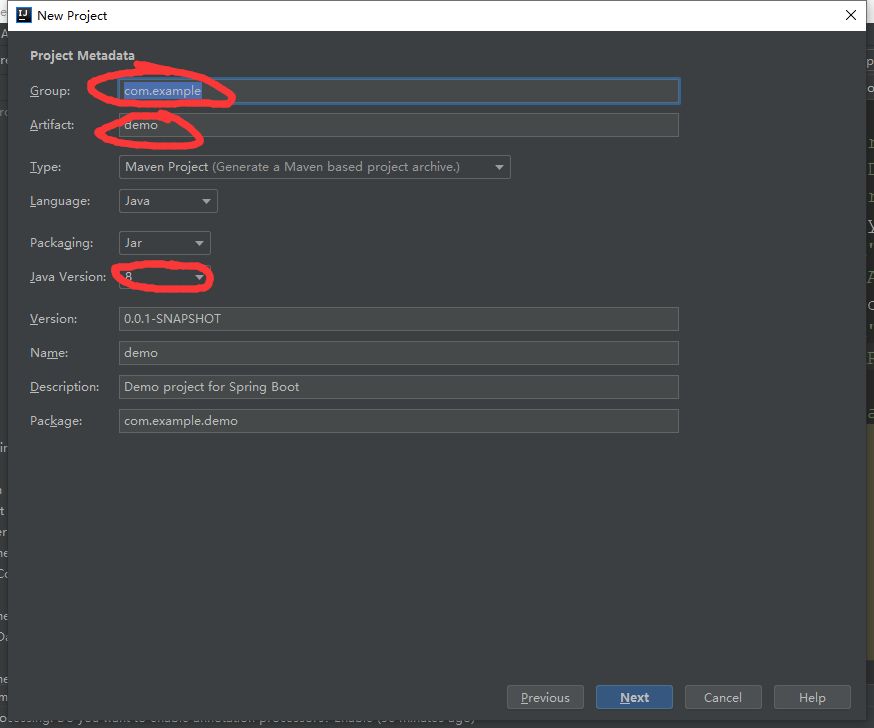 New Project
Project Metadata
Group: com.example
Artifact: demo
Type: Maven Project (Generate a Maven based project archive.)
Language: Java
Packaging: Jar
Java Version: 8
Version: 0.0.1-SNAPSHOT
Name: demo
Description: Demo project for Spring Boot
Package: com.example.demo
Previous Next Cancel Help